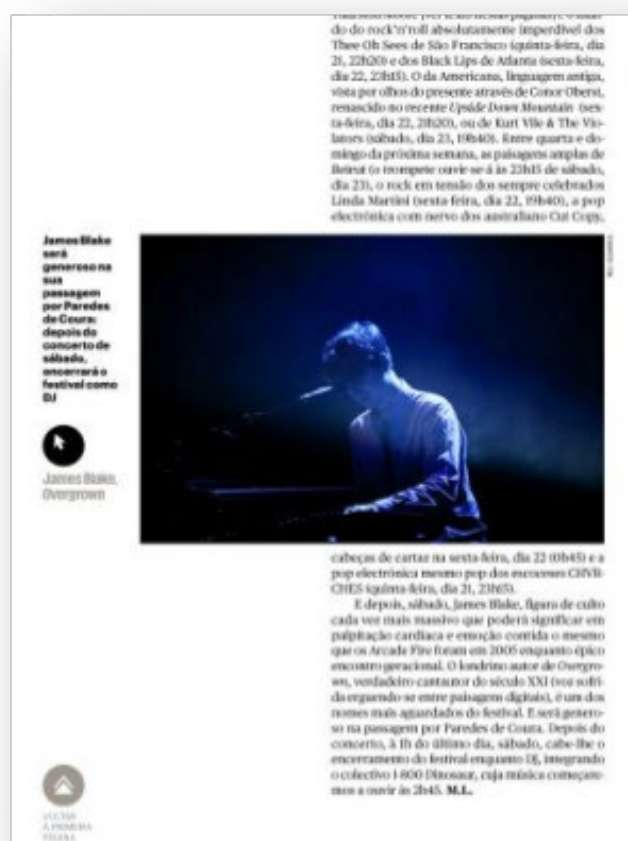 do do rock'n'roll absolutamente imperdível dos
Thee Oh Sees de São Francisco (quinta-feira, dia
21, 22h20) e dos Black Lips de Atlanta (sexta-feira,
dia 22, 23h15). O da Americana, linguagem antiga,
vista por olhos do presente através de Conor Oberst,
renascido no recente Upside Down Mountain (sex-
ta-feira, dia 22, 21h20), ou de Kurt Vile & The Vio-
lators (sábado, dia 23, 19h40). Entre quarta e do-
mingo da próxima semana, as paisagens amplas de
Beirut (o trompete ouvir-se-á às 23h15 de sábado,
dia 23), o rock em tensão dos sempre celebrados
Linda Martini (sexta-feira, dia 22, 19h40), a pop
electrónica com nervo dos australiano Cut Copy,
James Blake
será
generoso na
sua
passagem
por Paredes
de Coura:
depois do
concerto de
sábado,
encerrará o
festival como
DJ
James Blake,
Overgrown
cabeças de cartaz na sexta-feira, dia 22 (0h45) e a
pop electrónica mesmo pop dos escoceses CHVR-
CHES (quinta-feira, dia 21, 23h15).
E depois, sábado, James Blake, figura de culto
cada vez mais massivo que poderá significar em
palpitação cardíaca e emoção contida o mesmo
que os Arcade Fire foram em 2005 enquanto épico
encontro geracional. O londrino autor de Overgro-
wn, verdadeiro cantautor do século XXI (voz sofri-
da erguendo-se entre paisagens digitais), é um dos
nomes mais aguardados do festival. E será genero-
so na passagem por Paredes de Coura. Depois do
concerto, à 1h do último dia, sábado, cabe-lhe o
encerramento do festival enquanto DJ, integrando
o colectivo 1-800 Dinosaur, cuja música começare-
mos a ouvir às 2h45. M.L.
VOLTAR
À PRIMEIRA
PÁGINA